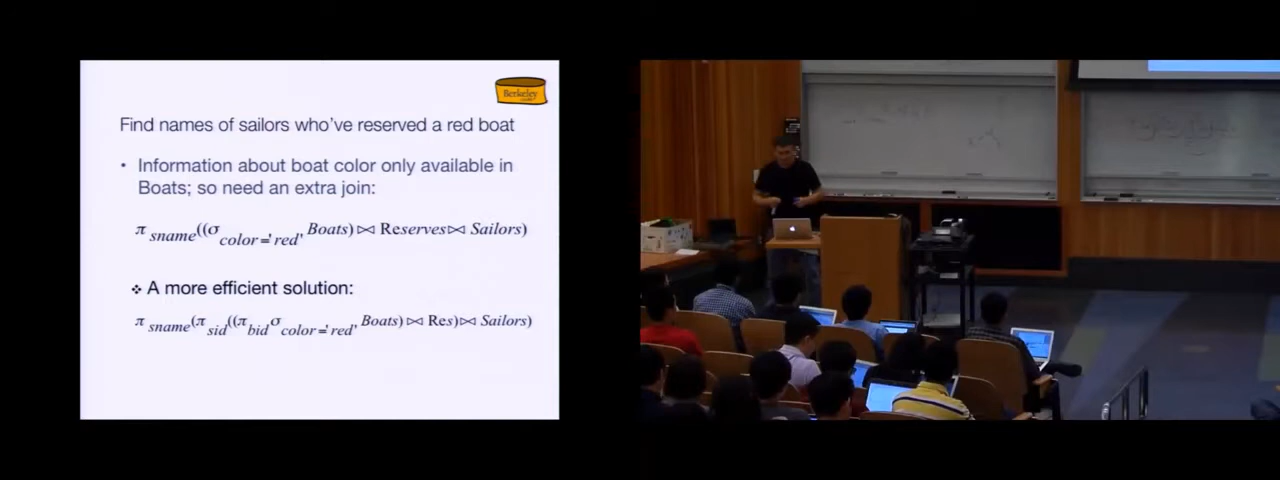 Berkeley
Find names of sailors who've reserved a red boat
• Information about boat color only available in
Boats; so need an extra join:
π sname((σ color='red' Boats) ⋈ Reserves ⋈ Sailors)
❖ A more efficient solution:
π sname(π sid((π bid σ color='red' Boats) ⋈ Res) ⋈ Sailors)